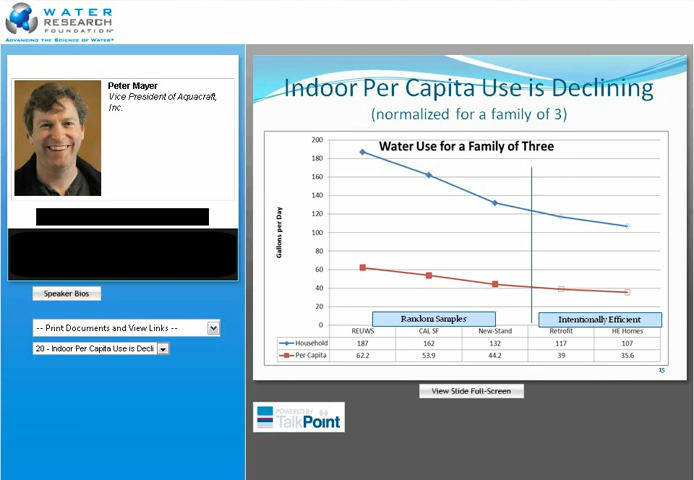 WATER
RESEARCH
FOUNDATION
ADVANCING THE SCIENCE OF WATER®
Peter Mayer
Vice President of Aquacraft,
Inc.
Speaker Bios
-- Print Documents and View Links --
20 - Indoor Per Capita Use is Decli
Indoor Per Capita Use is Declining
(normalized for a family of 3)
Water Use for a Family of Three
Gallons per Day
200
180
160
140
120
100
80
60
40
20
0
Random Samples
Intentionally Efficient
REUWS CAL SF New-Stand Retrofit HE Homes
Household 187 162 132 117 107
Per Capita 62.2 53.9 44.2 39 35.6
15
View Slide Full-Screen
POWERED BY
TalkPoint